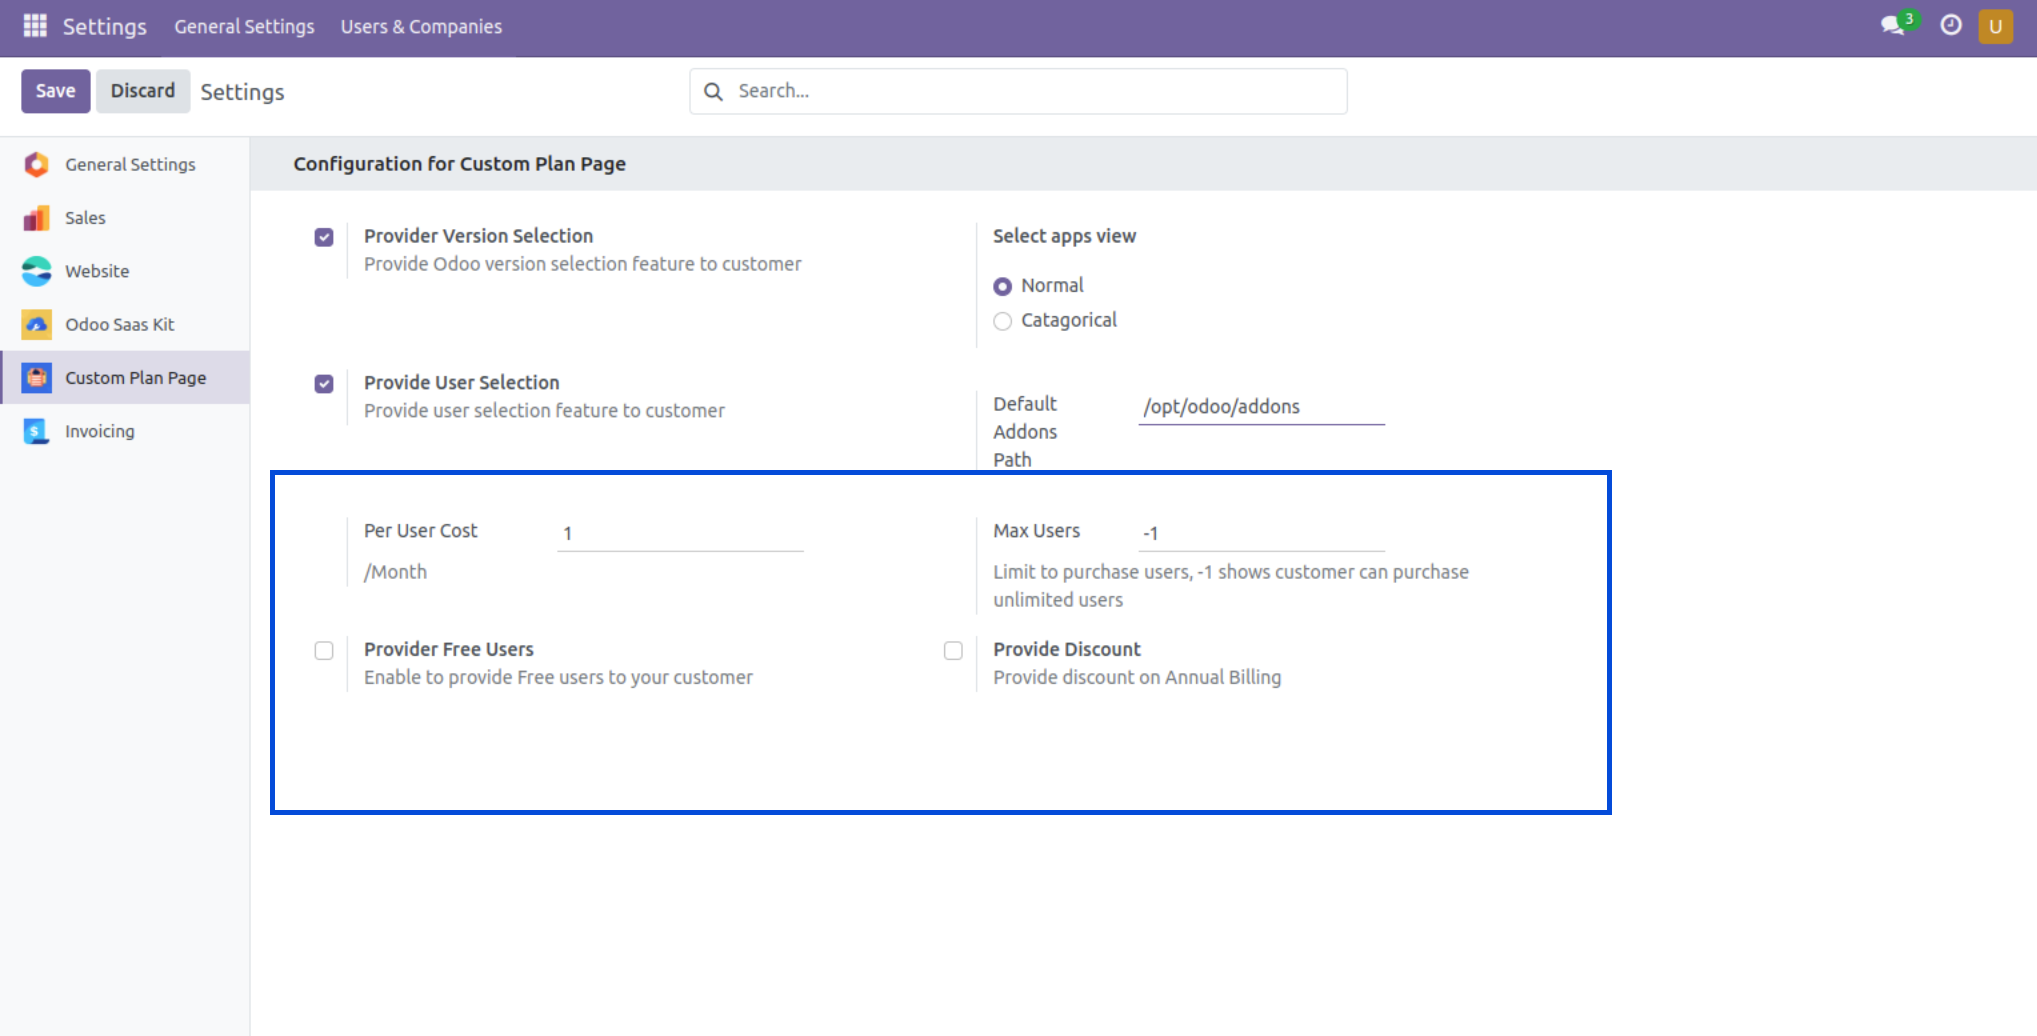 Settings General Settings Users & Companies 3 U
Save Discard Settings Search...
General Settings
Sales
Website
Odoo Saas Kit
Custom Plan Page
Invoicing
Configuration for Custom Plan Page
Provider Version Selection
Provide Odoo version selection feature to customer
Select apps view
Normal
Catagorical
Provide User Selection
Provide user selection feature to customer
Default
Addons
Path
/opt/odoo/addons
Per User Cost 1
/Month
Max Users -1
Limit to purchase users, -1 shows customer can purchase
unlimited users
Provider Free Users
Enable to provide Free users to your customer
Provide Discount
Provide discount on Annual Billing